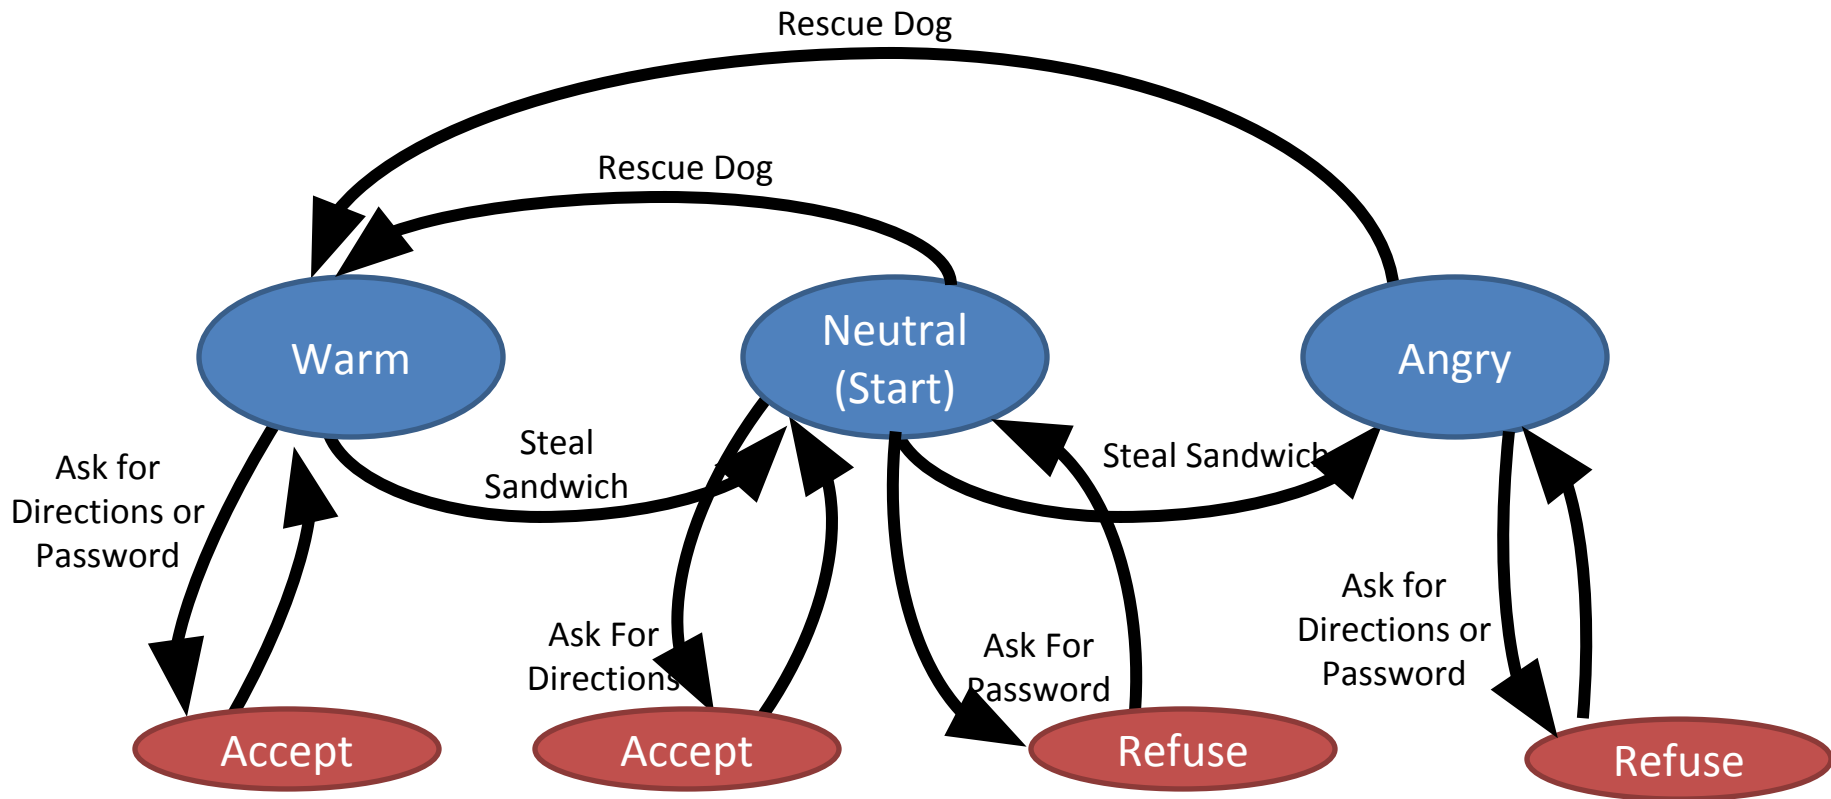 Rescue Dog
Rescue Dog
Warm
Neutral
(Start)
Angry
Steal
Sandwich
Steal Sandwich
Ask for
Directions or
Password
Ask For
Directions
Ask For
Password
Ask for
Directions or
Password
Accept
Accept
Refuse
Refuse